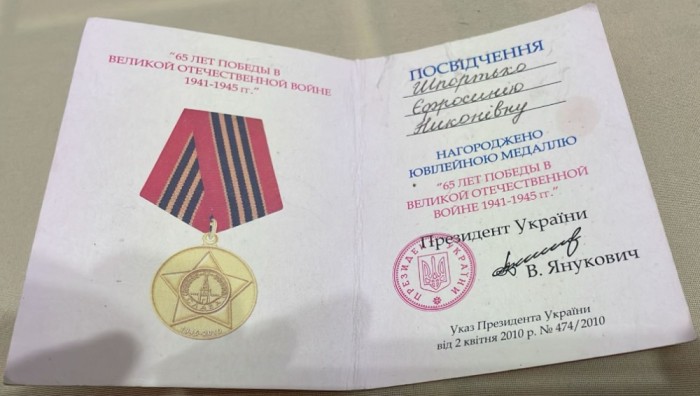 "65 ЛЕТ ПОБЕДЫ В
ВЕЛИКОЙ ОТЕЧЕСТВЕННОЙ ВОЙНЕ
1941-1945 гг."
ПОСВІДЧЕННЯ
Шпортько
Єфросинію
Никонівну
НАГОРОДЖЕНО
ЮВІЛЕЙНОЮ МЕДАЛЛЮ
"65 ЛЕТ ПОБЕДЫ В
ВЕЛИКОЙ ОТЕЧЕСТВЕННОЙ
ВОЙНЕ 1941-1945 гг."
Президент України
В. Янукович
ПРЕЗИДЕНТ УКРАЇНИ
Указ Президента України
від 2 квітня 2010 р. № 474/2010